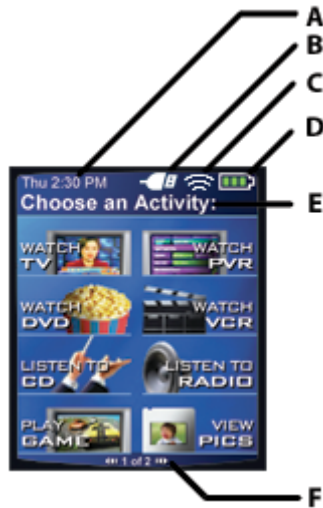 A
B
C
D
Thu 2:30 PM
Choose an Activity:
E
WATCH TV
WATCH PVR
WATCH DVD
WATCH VCR
LISTEN TO CD
LISTEN TO RADIO
PLAY GAME
VIEW PICS
1 of 2
F